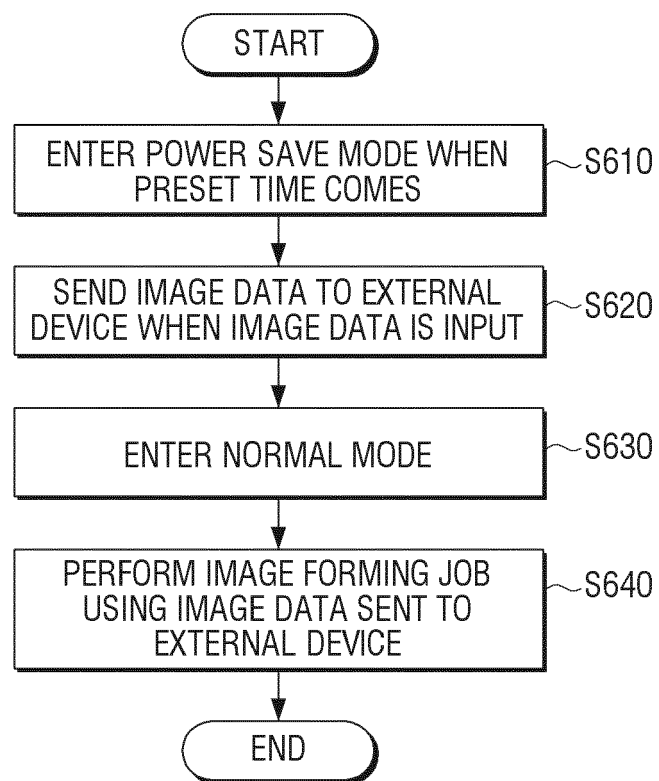 START
ENTER POWER SAVE MODE WHEN
PRESET TIME COMES
S610
SEND IMAGE DATA TO EXTERNAL
DEVICE WHEN IMAGE DATA IS INPUT
S620
ENTER NORMAL MODE
S630
PERFORM IMAGE FORMING JOB
USING IMAGE DATA SENT TO
EXTERNAL DEVICE
S640
END